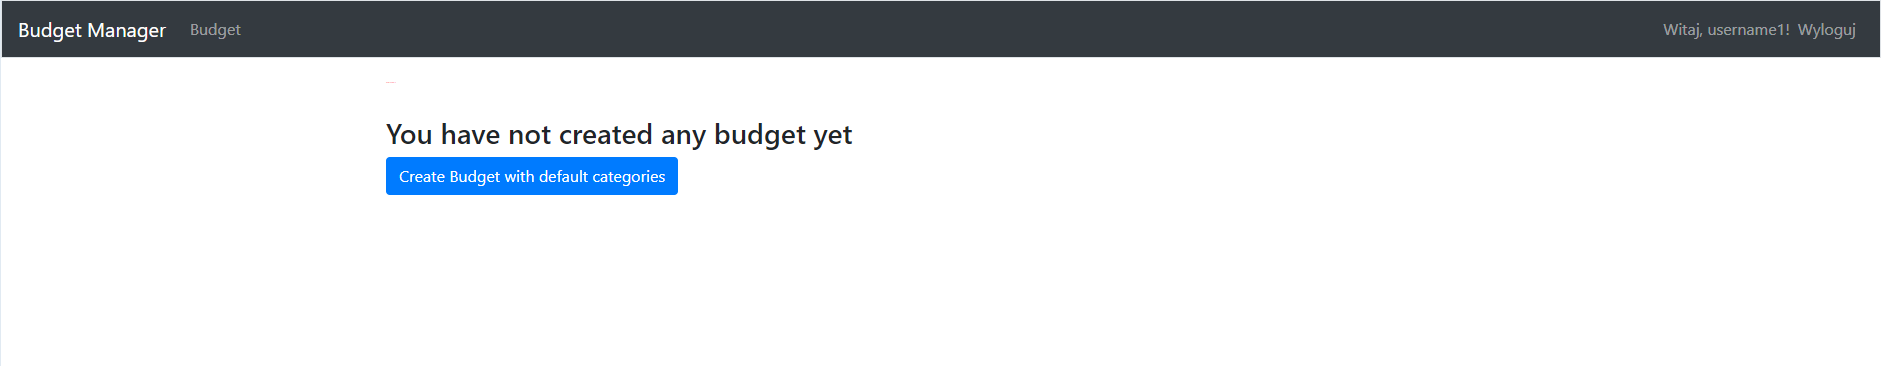 Budget Manager Budget Witaj, username1! Wyloguj
You have not created any budget yet
Create Budget with default categories